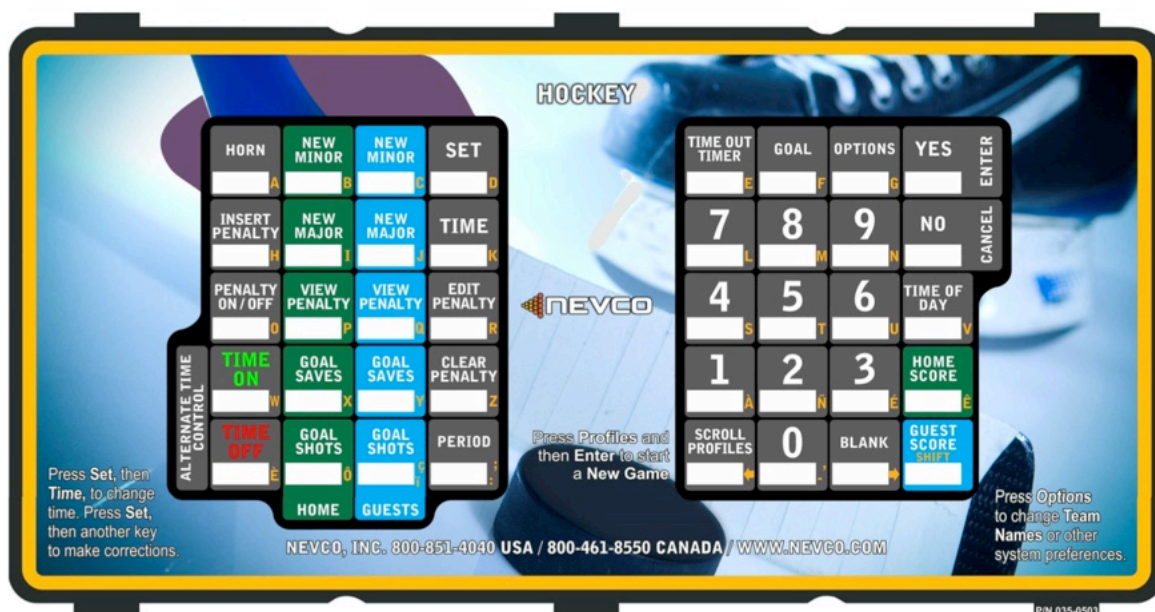 HOCKEY
HORN
A
NEW
MINOR
B
NEW
MINOR
C
SET
D
INSERT
PENALTY
H
NEW
MAJOR
I
NEW
MAJOR
J
TIME
K
PENALTY
ON/OFF
O
VIEW
PENALTY
P
VIEW
PENALTY
Q
EDIT
PENALTY
R
ALTERNATE TIME
CONTROL
TIME
ON
W
GOAL
SAVES
X
GOAL
SAVES
Y
CLEAR
PENALTY
Z
TIME
OFF
È
GOAL
SHOTS
Ô
GOAL
SHOTS
Ç
PERIOD
;
:
HOME
GUESTS
NEVCO
TIME OUT
TIMER
E
GOAL
F
OPTIONS
G
YES
ENTER
7
L
8
M
9
N
NO
CANCEL
4
S
5
T
6
U
TIME OF
DAY
V
1
À
2
Ñ
3
É
HOME
SCORE
Ê
SCROLL
PROFILES
0
'
-
BLANK
GUEST
SCORE
SHIFT
Press Set, then
Time, to change
time. Press Set,
then another key
to make corrections.
Press Profiles and
then Enter to start
a New Game
Press Options
to change Team
Names or other
system preferences.
NEVCO, INC. 800-851-4040 USA / 800-461-8550 CANADA / WWW.NEVCO.COM
P/N 035-0503